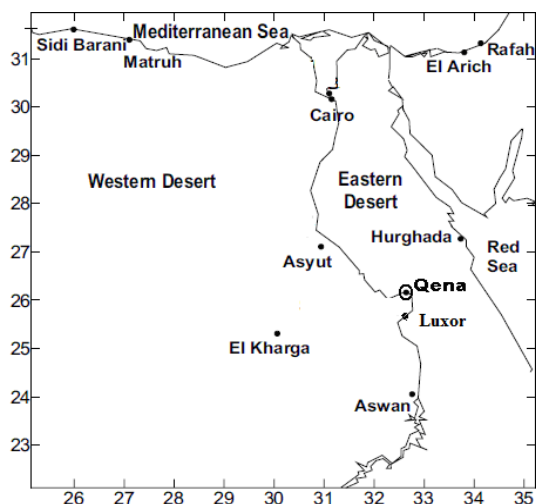 Mediterranean Sea
Sidi Barani
Matruh
Rafah
El Arich
Cairo
Western Desert
Eastern
Desert
Hurghada
Red
Sea
Asyut
Qena
Luxor
El Kharga
Aswan
31
30
29
28
27
26
25
24
23
26 27 28 29 30 31 32 33 34 35